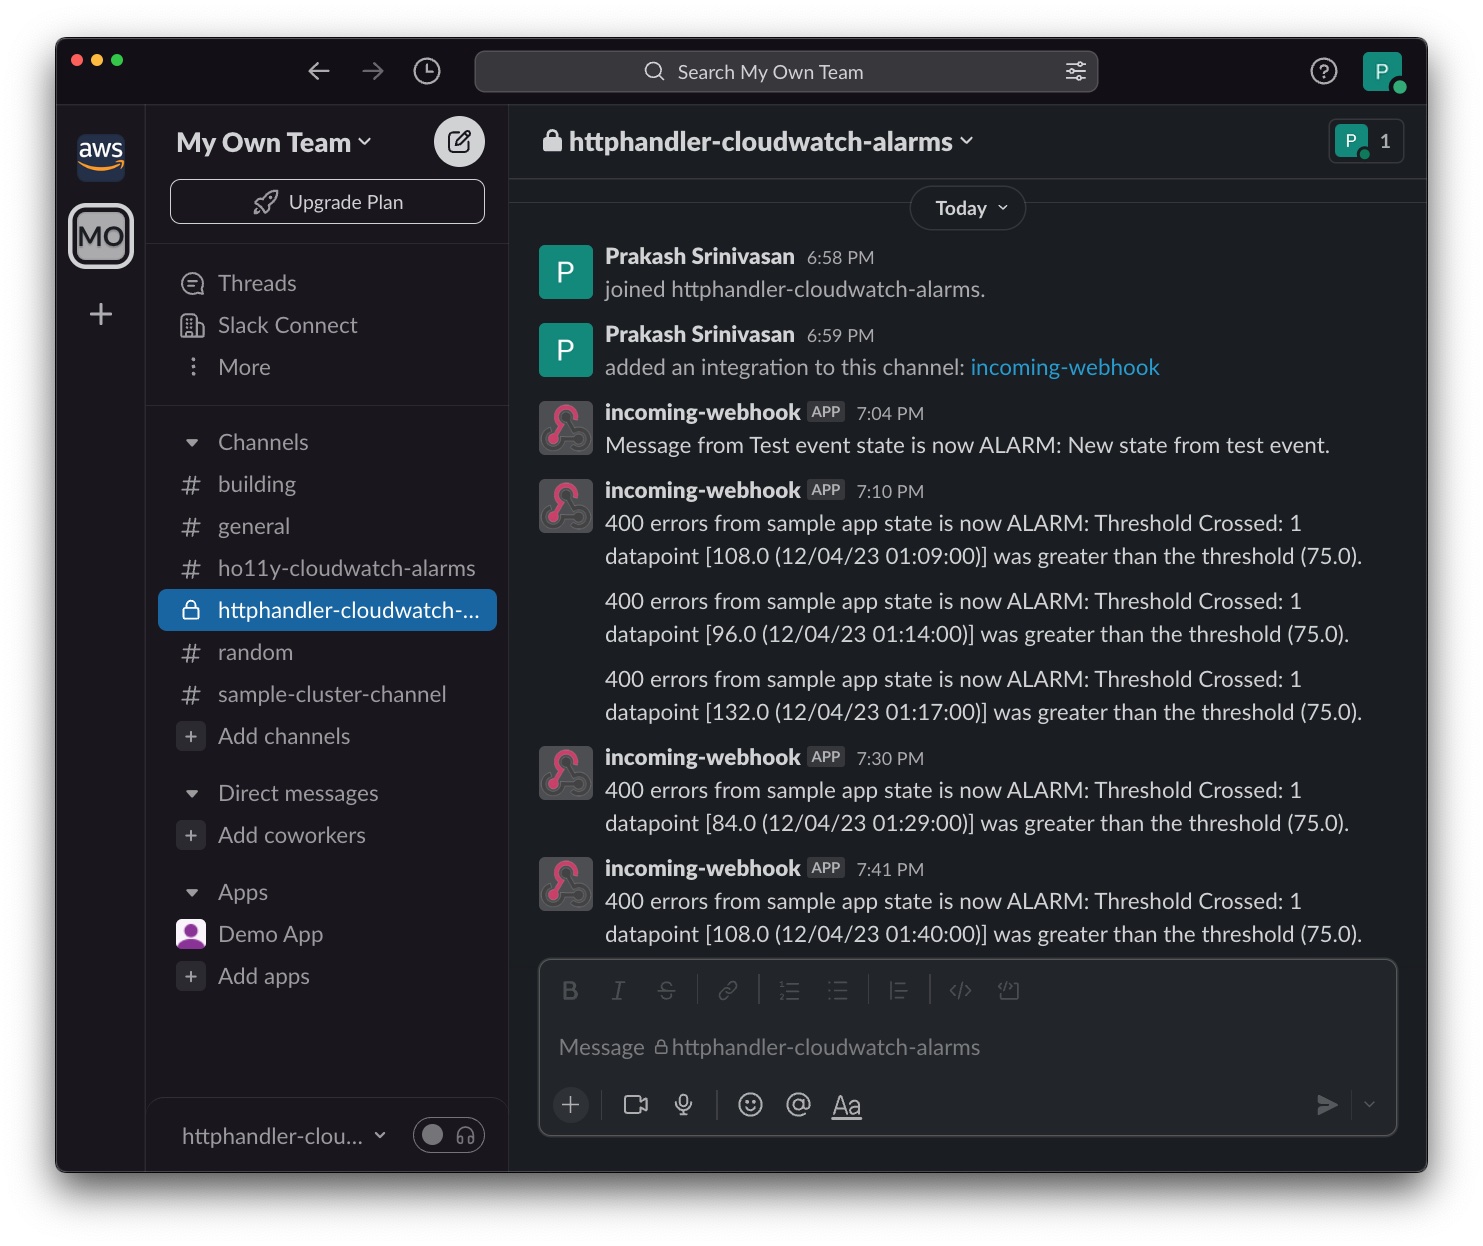 Search My Own Team
P
aws
MO
My Own Team
Upgrade Plan
Threads
Slack Connect
More
Channels
# building
# general
# ho11y-cloudwatch-alarms
httphandler-cloudwatch-...
# random
# sample-cluster-channel
+ Add channels
Direct messages
+ Add coworkers
Apps
Demo App
+ Add apps
httphandler-clou...
httphandler-cloudwatch-alarms
P 1
Today
P
Prakash Srinivasan 6:58 PM
joined httphandler-cloudwatch-alarms.
P
Prakash Srinivasan 6:59 PM
added an integration to this channel: incoming-webhook
incoming-webhook APP 7:04 PM
Message from Test event state is now ALARM: New state from test event.
incoming-webhook APP 7:10 PM
400 errors from sample app state is now ALARM: Threshold Crossed: 1
datapoint [108.0 (12/04/23 01:09:00)] was greater than the threshold (75.0).
400 errors from sample app state is now ALARM: Threshold Crossed: 1
datapoint [96.0 (12/04/23 01:14:00)] was greater than the threshold (75.0).
400 errors from sample app state is now ALARM: Threshold Crossed: 1
datapoint [132.0 (12/04/23 01:17:00)] was greater than the threshold (75.0).
incoming-webhook APP 7:30 PM
400 errors from sample app state is now ALARM: Threshold Crossed: 1
datapoint [84.0 (12/04/23 01:29:00)] was greater than the threshold (75.0).
incoming-webhook APP 7:41 PM
400 errors from sample app state is now ALARM: Threshold Crossed: 1
datapoint [108.0 (12/04/23 01:40:00)] was greater than the threshold (75.0).
B I S
Message httphandler-cloudwatch-alarms
+ @ Aa